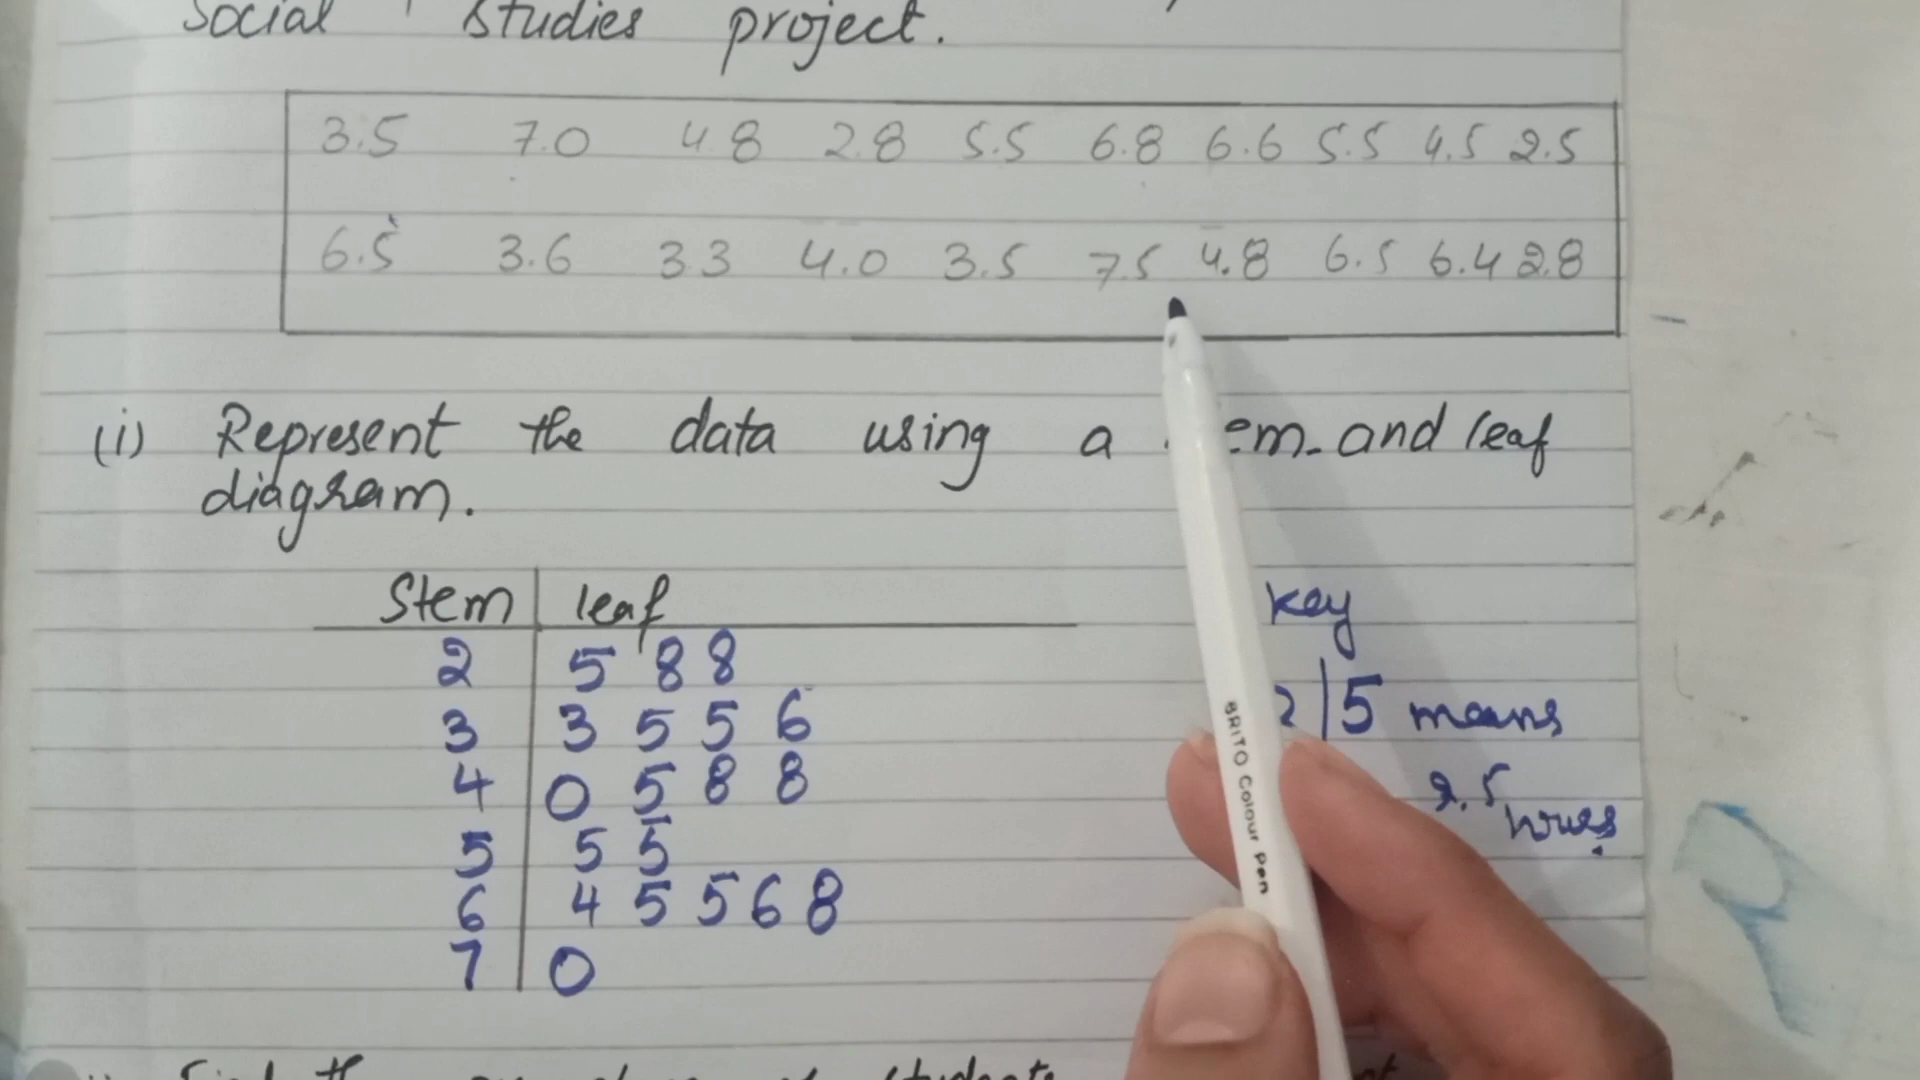 Social studies project.
3.5 7.0 4.8 2.8 5.5 6.8 6.6 5.5 4.5 2.5
6.5 3.6 3.3 4.0 3.5 7.5 4.8 6.5 6.4 2.8
(i) Represent the data using a em-and leaf
diagram.
Stem leaf
2 5 8 8
3 3 5 5 6
4 0 5 8 8
5 5 5
6 4 5 5 6 8
7 0
key
2|5 means
2.5 hours
BRITO Colour Pen
students